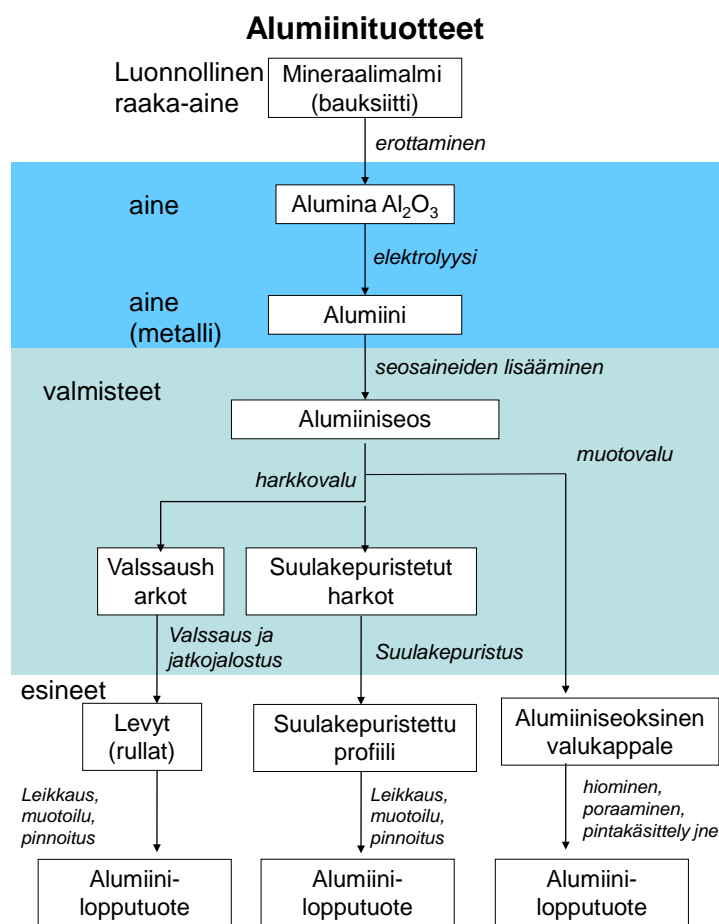 Alumiinituotteet
Luonnollinen
raaka-aine
Mineraalimalmi
(bauksiitti)
erottaminen
aine
Alumina Al₂O₃
elektrolyysi
aine
(metalli)
Alumiini
seosaineiden lisääminen
valmisteet
Alumiiniseos
harkkovalu
muotovalu
Valssaush
arkot
Suulakepuristetut
harkot
Valssaus ja
jatkojalostus
Suulakepuristus
esineet
Levyt
(rullat)
Suulakepuristettu
profiili
Alumiiniseoksinen
valukappale
Leikkaus,
muotoilu,
pinnoitus
Leikkaus,
muotoilu,
pinnoitus
hiominen,
poraaminen,
pintakäsittely jne
Alumiini-
lopputuote
Alumiini-
lopputuote
Alumiini-
lopputuote